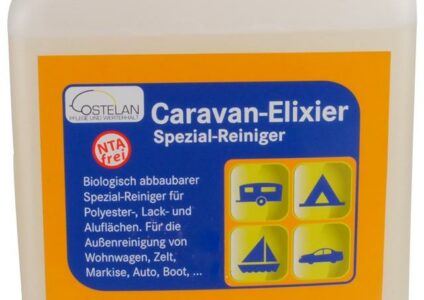 COSTELAN
PFLEGE UND WERTERHALT
Caravan-Elixier
Spezial-Reiniger
NTA
frei
Biologisch abbaubarer
Spezial-Reiniger für
Polyester-, Lack- und
Aluflächen. Für die
Außenreinigung von
Wohnwagen, Zelt,
Markise, Auto, Boot, ...